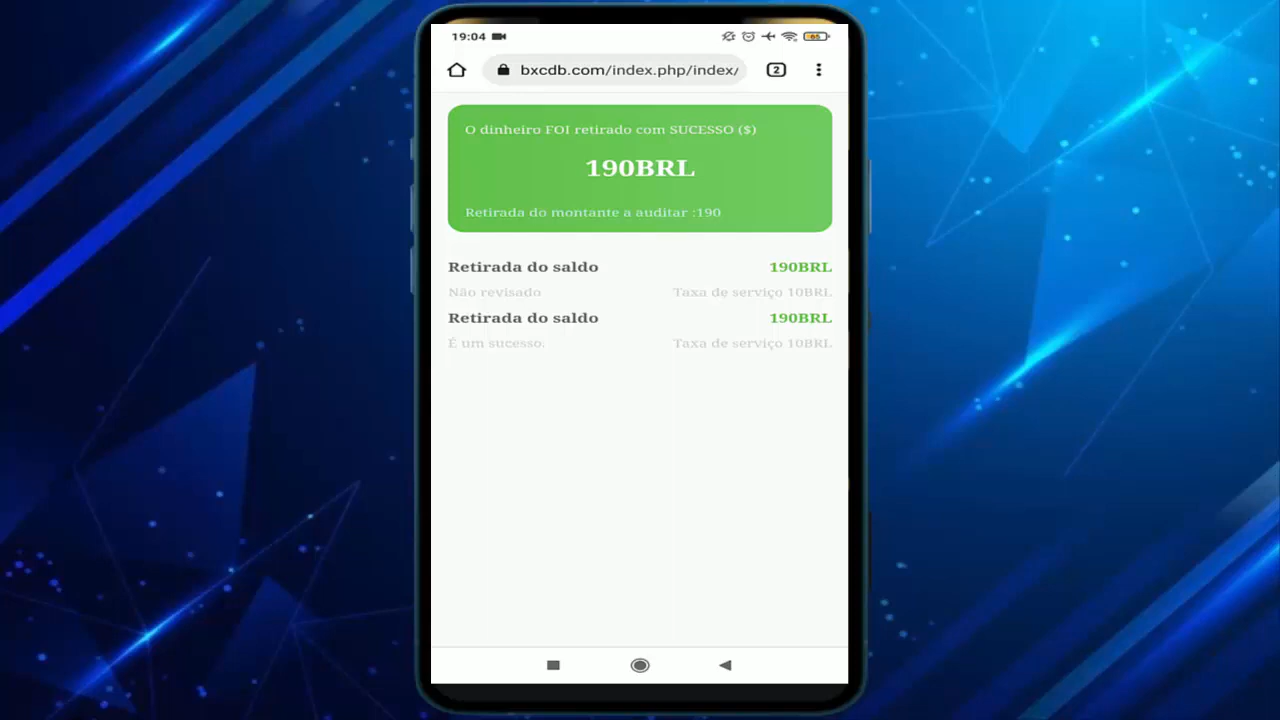 19:04 65
bxcdb.com/index.php/index/ 2
O dinheiro FOI retirado com SUCESSO ($)
190BRL
Retirada do montante a auditar :190
Retirada do saldo 190BRL
Não revisado Taxa de serviço 10BRL
Retirada do saldo 190BRL
É um sucesso. Taxa de serviço 10BRL